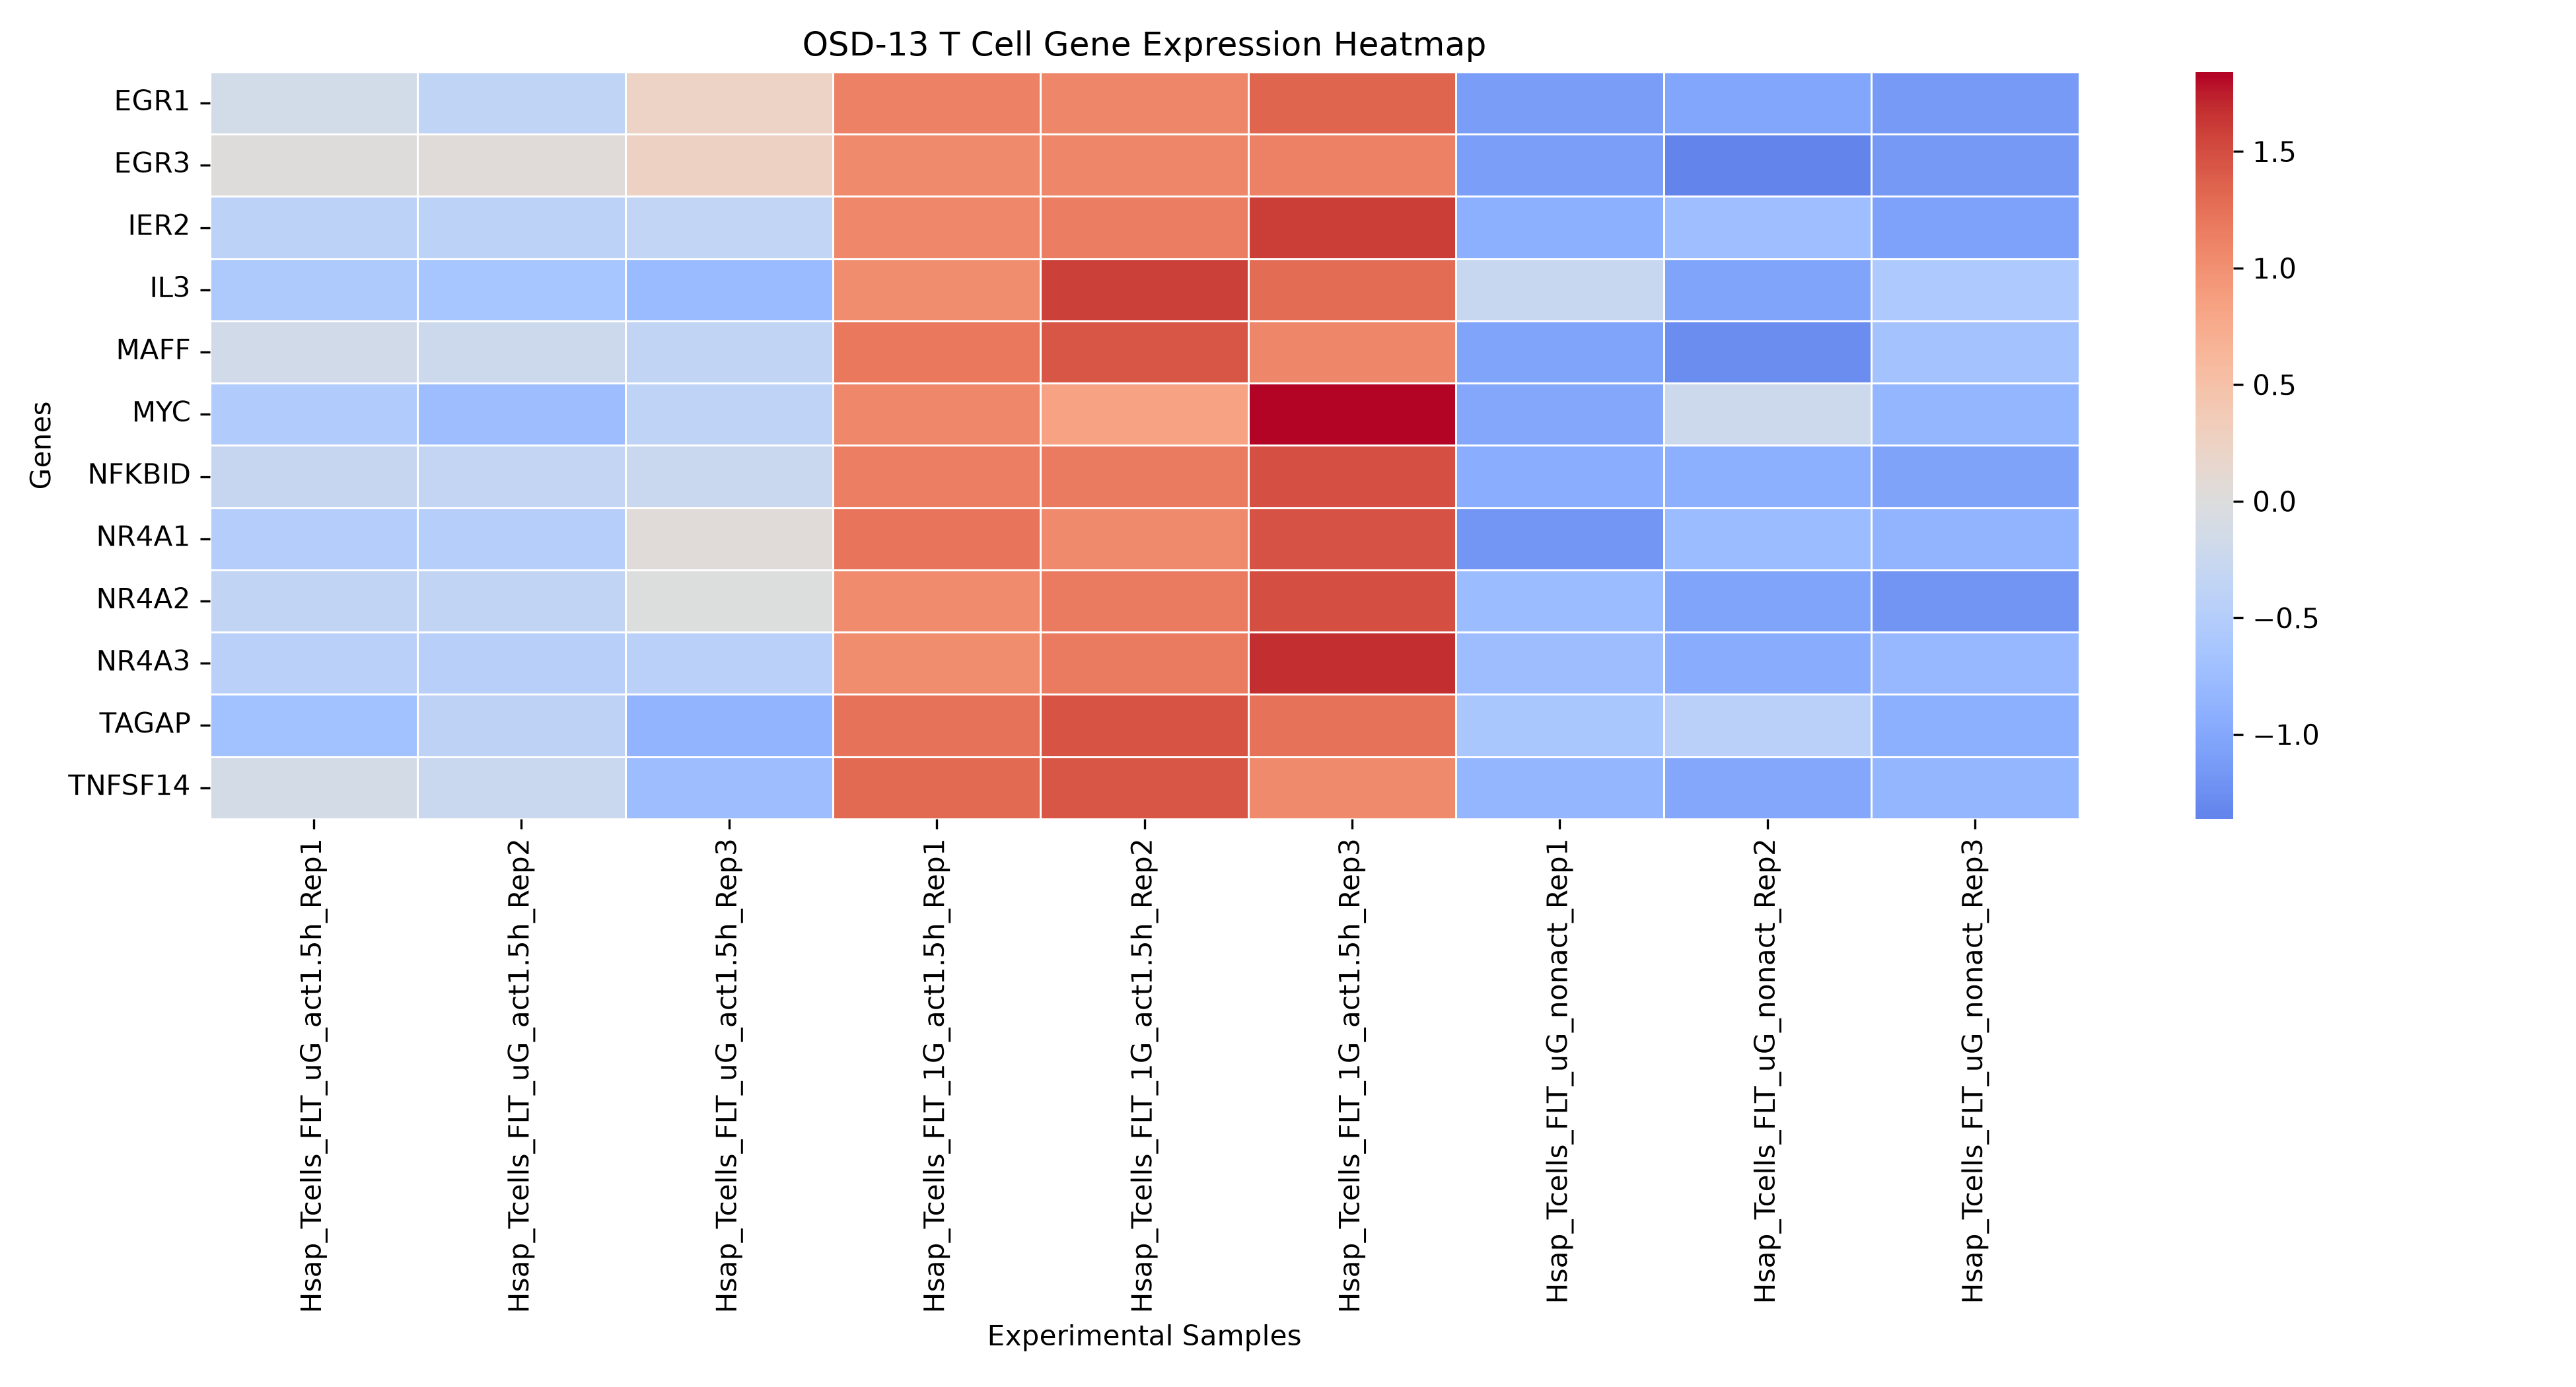 OSD-13 T Cell Gene Expression Heatmap
Genes
EGR1
EGR3
IER2
IL3
MAFF
MYC
NFKBID
NR4A1
NR4A2
NR4A3
TAGAP
TNFSF14
Hsap_Tcells_FLT_uG_act1.5h_Rep1
Hsap_Tcells_FLT_uG_act1.5h_Rep2
Hsap_Tcells_FLT_uG_act1.5h_Rep3
Hsap_Tcells_FLT_1G_act1.5h_Rep1
Hsap_Tcells_FLT_1G_act1.5h_Rep2
Hsap_Tcells_FLT_1G_act1.5h_Rep3
Hsap_Tcells_FLT_uG_nonact_Rep1
Hsap_Tcells_FLT_uG_nonact_Rep2
Hsap_Tcells_FLT_uG_nonact_Rep3
Experimental Samples
1.5
1.0
0.5
0.0
−0.5
−1.0